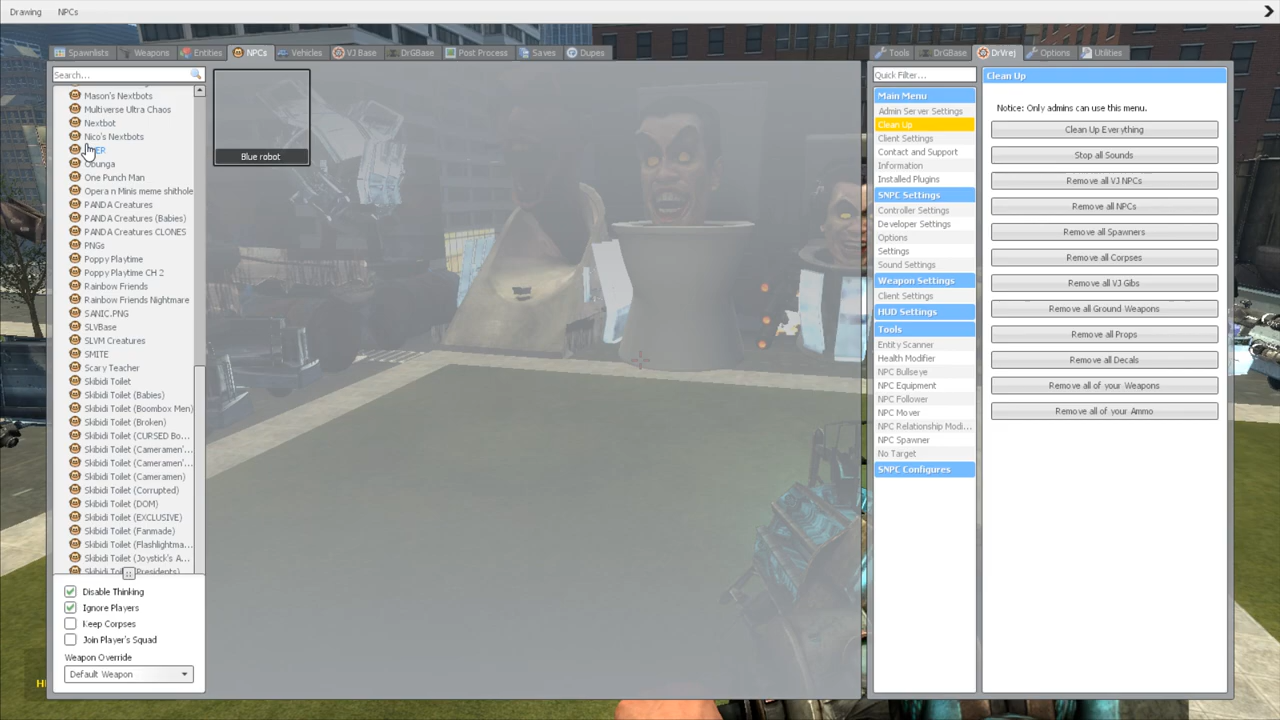 Drawing NPCs
Spawnlists Weapons Entities NPCs Vehicles VJ Base DrGBase Post Process Saves Dupes
Tools DrGBase DrVrej Options Utilities
Search...
Mason's Nextbots
Multiverse Ultra Chaos
Nextbot
Nico's Nextbots
Obunga
One Punch Man
Opera n Minis meme shithole
PANDA Creatures
PANDA Creatures (Babies)
PANDA Creatures CLONES
PNGs
Poppy Playtime
Poppy Playtime CH 2
Rainbow Friends
Rainbow Friends Nightmare
SANIC.PNG
SLVBase
SLVM Creatures
SMITE
Scary Teacher
Skibidi Toilet
Skibidi Toilet (Babies)
Skibidi Toilet (Boombox Men)
Skibidi Toilet (Broken)
Skibidi Toilet (CURSED Bo...
Skibidi Toilet (Cameramen'...
Skibidi Toilet (Cameramen'...
Skibidi Toilet (Cameramen)
Skibidi Toilet (Corrupted)
Skibidi Toilet (DOM)
Skibidi Toilet (EXCLUSIVE)
Skibidi Toilet (Fanmade)
Skibidi Toilet (Flashlightma...
Skibidi Toilet (Joystick's A...
Disable Thinking
Ignore Players
Keep Corpses
Join Player's Squad
Weapon Override
Default Weapon
Blue robot
Quick Filter...
Main Menu
Admin Server Settings
Clean Up
Client Settings
Contact and Support
Information
Installed Plugins
SNPC Settings
Controller Settings
Developer Settings
Options
Settings
Sound Settings
Weapon Settings
Client Settings
HUD Settings
Tools
Entity Scanner
Health Modifier
NPC Bullseye
NPC Equipment
NPC Follower
NPC Mover
NPC Relationship Modi...
NPC Spawner
No Target
SNPC Configures
Clean Up
Notice: Only admins can use this menu.
Clean Up Everything
Stop all Sounds
Remove all VJ NPCs
Remove all NPCs
Remove all Spawners
Remove all Corpses
Remove all VJ Gibs
Remove all Ground Weapons
Remove all Props
Remove all Decals
Remove all of your Weapons
Remove all of your Ammo